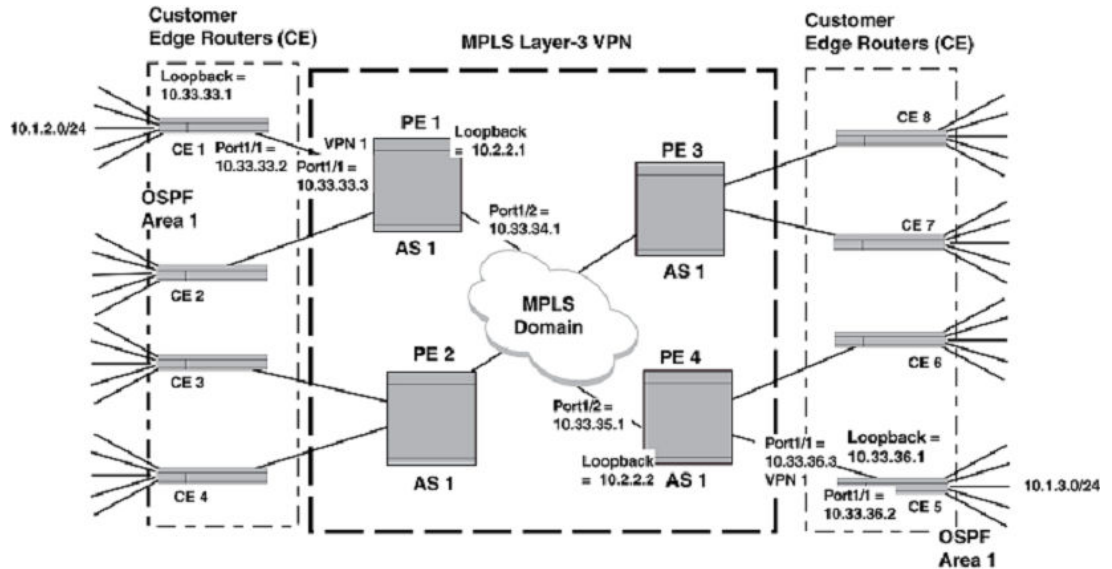 Customer
Edge Routers (CE)
MPLS Layer-3 VPN
Customer
Edge Routers (CE)
Loopback =
10.33.33.1
10.1.2.0/24
CE 1
Port1/1=
10.33.33.2
VPN 1
Port1/1=
10.33.33.3
PE 1
Loopback
= 10.2.2.1
AS 1
Port1/2=
10.33.34.1
OSPF
Area 1
CE 2
CE 3
CE 4
PE 2
AS 1
MPLS
Domain
PE 3
AS 1
CE 8
CE 7
CE 6
PE 4
AS 1
Port1/2 =
10.33.35.1
Loopback
= 10.2.2.2
Port1/1=
10.33.36.3
VPN 1
Loopback =
10.33.36.1
Port1/1=
10.33.36.2
CE 5
10.1.3.0/24
OSPF
Area 1